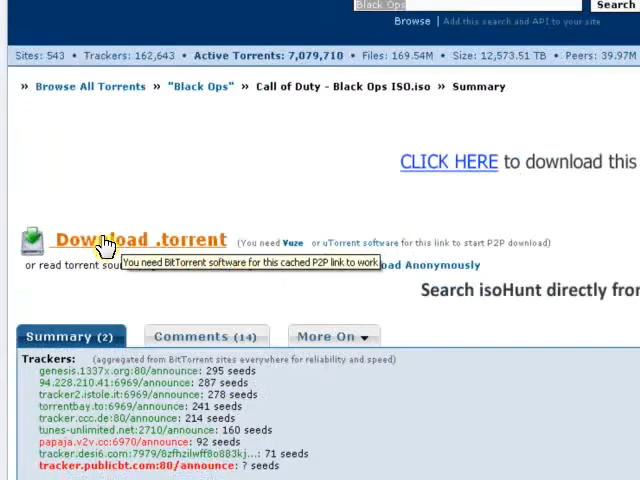 Black Ops Search
Browse | Add this search and API to your site
Sites: 543 • Trackers: 162,643 • Active Torrents: 7,079,710 • Files: 169.54M • Size: 12,573.51 TB • Peers: 39.97M
» Browse All Torrents » "Black Ops" » Call of Duty - Black Ops ISO.iso » Summary
CLICK HERE to download this
Download .torrent (You need Vuze or uTorrent software for this link to start P2P download)
You need BitTorrent software for this cached P2P link to work
or read torrent Anonymously
Search isoHunt directly from
Summary (2) Comments (14) More On
Trackers: (aggregated from BitTorrent sites everywhere for reliability and speed)
genesis.1337x.org:80/announce: 295 seeds
94.228.210.41:6969/announce: 287 seeds
tracker2.istole.it:6969/announce: 278 seeds
torrentbay.to:6969/announce: 241 seeds
tracker.ccc.de:80/announce: 214 seeds
tunes-unlimited.net:2710/announce: 160 seeds
papaja.v2v.cc:6970/announce: 92 seeds
tracker.desi6.com:7979/8zfhzilwff8o883kj...: 71 seeds
tracker.publicbt.com:80/announce: ? seeds